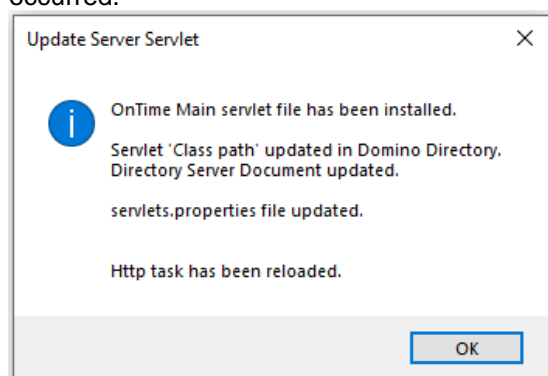 occurred.
Update Server Servlet
OnTime Main servlet file has been installed.
Servlet 'Class path' updated in Domino Directory.
Directory Server Document updated.
servlets.properties file updated.
Http task has been reloaded.
OK